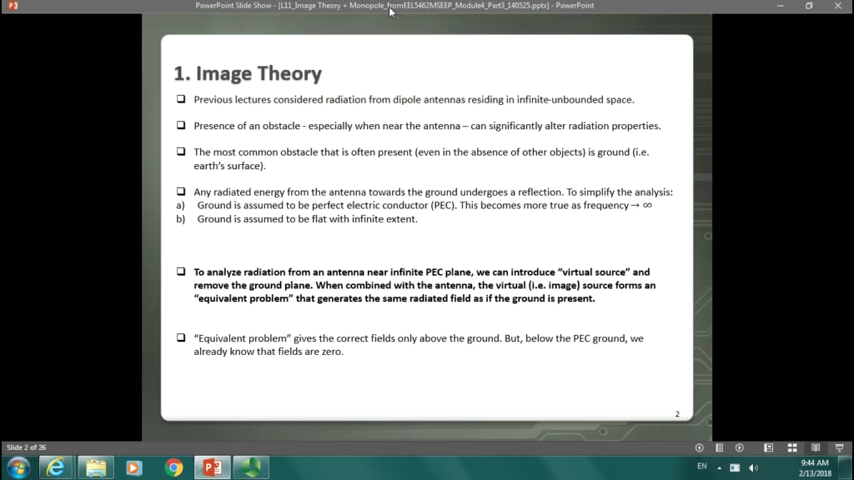 PowerPoint Slide Show - [L11_Image Theory + Monopole_fromEEL5462MSEEP_Module4_Part3_140525.pptx] - PowerPoint
1. Image Theory
Previous lectures considered radiation from dipole antennas residing in infinite-unbounded space.
Presence of an obstacle - especially when near the antenna – can significantly alter radiation properties.
The most common obstacle that is often present (even in the absence of other objects) is ground (i.e.
earth's surface).
Any radiated energy from the antenna towards the ground undergoes a reflection. To simplify the analysis:
a) Ground is assumed to be perfect electric conductor (PEC). This becomes more true as frequency → ∞
b) Ground is assumed to be flat with infinite extent.
To analyze radiation from an antenna near infinite PEC plane, we can introduce “virtual source” and
remove the ground plane. When combined with the antenna, the virtual (i.e. image) source forms an
“equivalent problem” that generates the same radiated field as if the ground is present.
“Equivalent problem” gives the correct fields only above the ground. But, below the PEC ground, we
already know that fields are zero.
2
Slide 2 of 26
EN
9:44 AM
2/13/2018